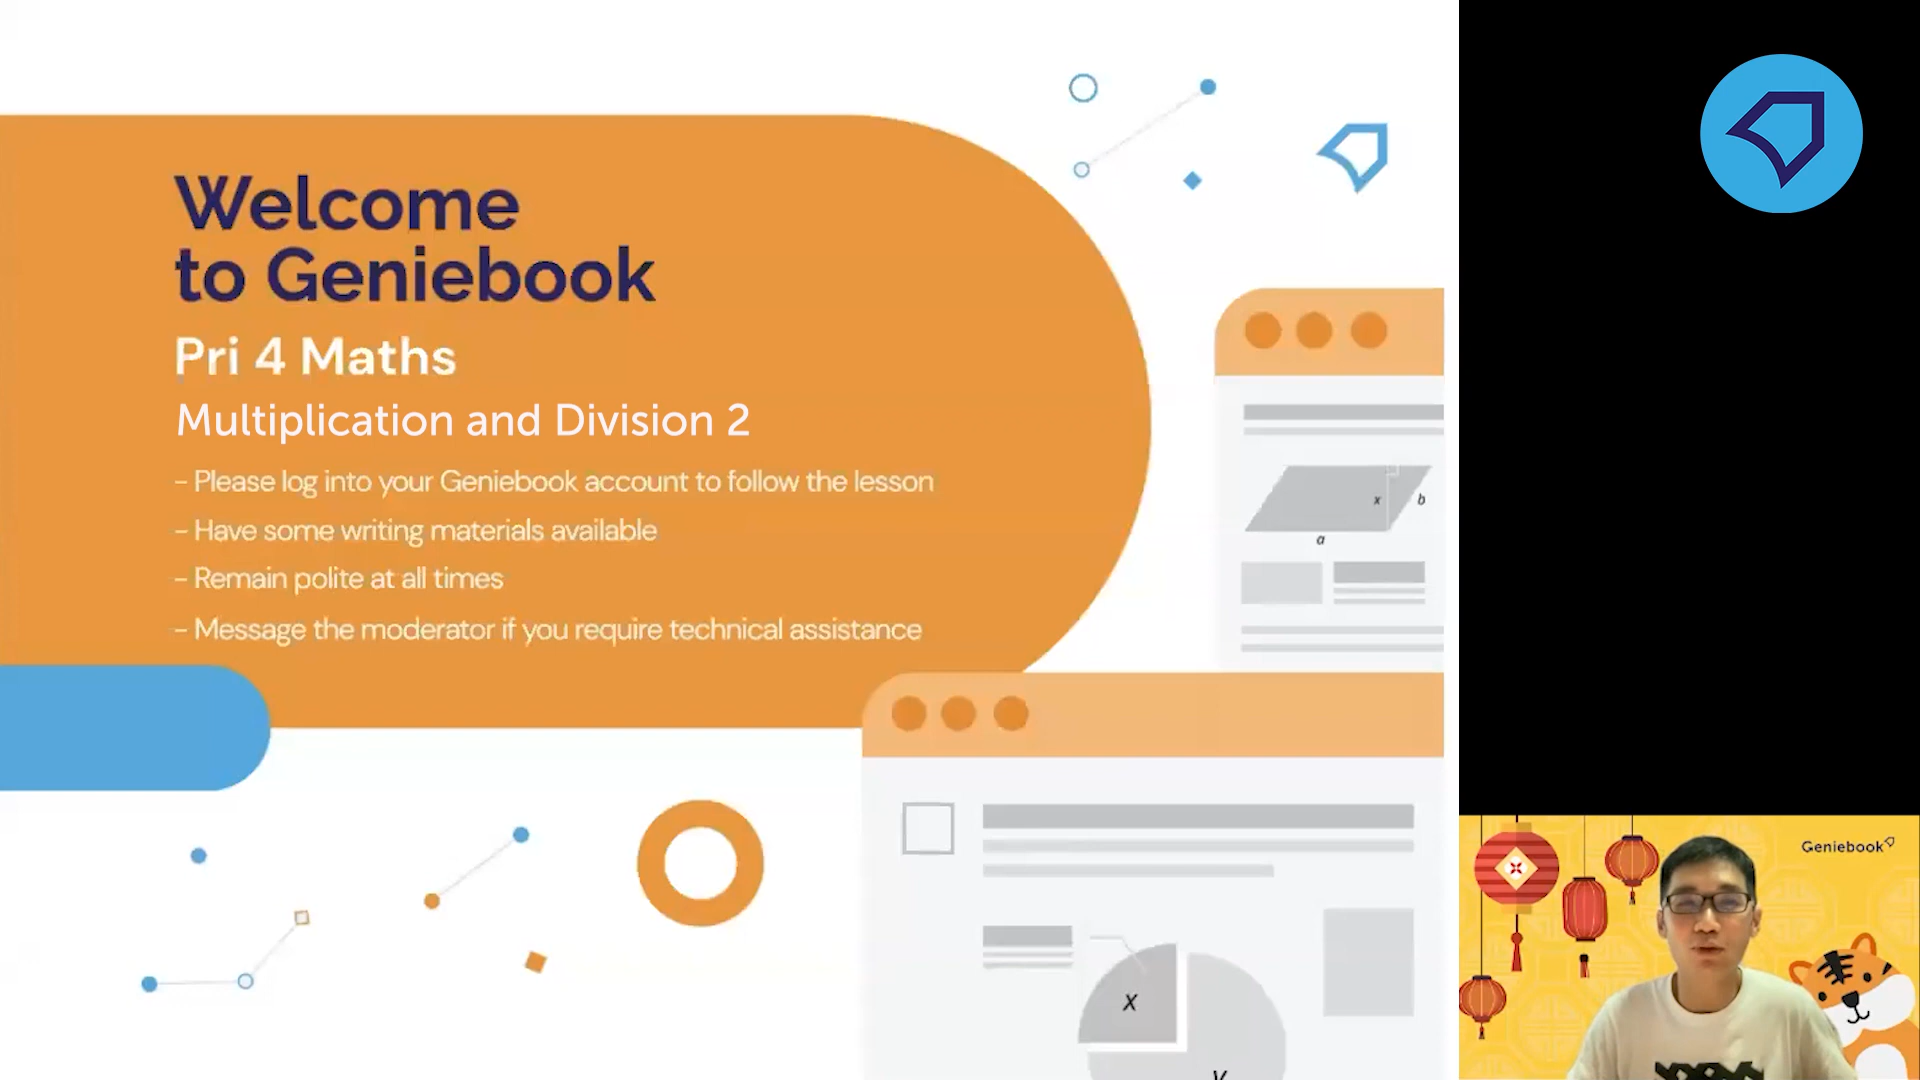 Welcome
to Geniebook
Pri 4 Maths
Multiplication and Division 2
- Please log into your Geniebook account to follow the lesson
- Have some writing materials available
- Remain polite at all times
- Message the moderator if you require technical assistance
x
b
a
x
y
Geniebook